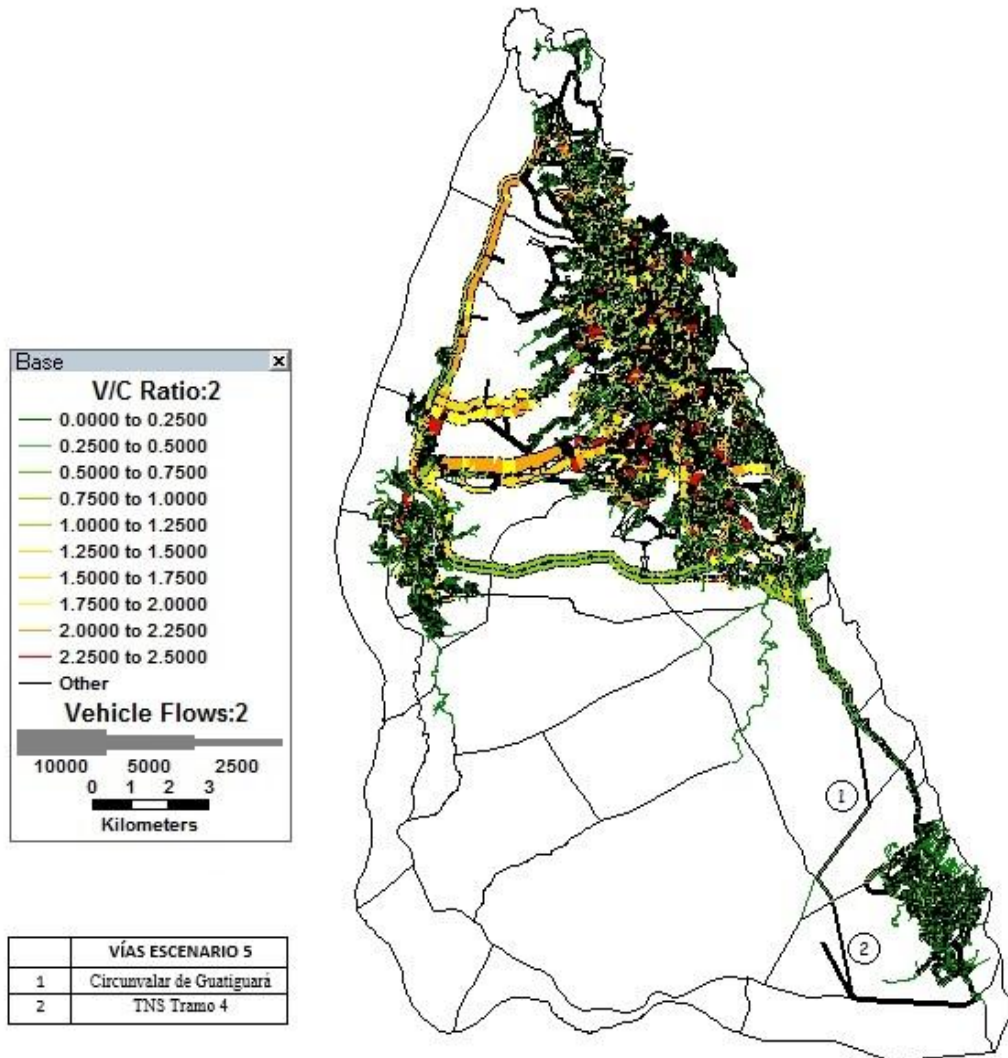 Base
V/C Ratio:2
0.0000 to 0.2500
0.2500 to 0.5000
0.5000 to 0.7500
0.7500 to 1.0000
1.0000 to 1.2500
1.2500 to 1.5000
1.5000 to 1.7500
1.7500 to 2.0000
2.0000 to 2.2500
2.2500 to 2.5000
Other
Vehicle Flows:2
10000 5000 2500
0 1 2 3
Kilometers
1
2
VÍAS ESCENARIO 5
1 Circunvalar de Guatiguará
2 TNS Tramo 4